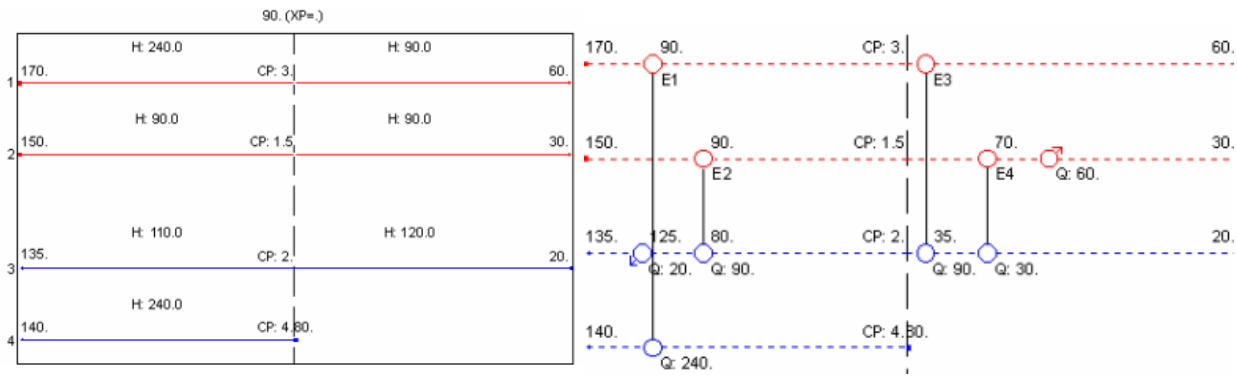 90. (XP=.)
H: 240.0 H: 90.0
1 170. CP: 3. 60.
H: 90.0 H: 90.0
2 150. CP: 1.5 30.
H: 110.0 H: 120.0
3 135. CP: 2. 20.
H: 240.0
4 140. CP: 4.80.
170. 90. CP: 3. 60.
E1 E3
150. 90. CP: 1.5 70. 30.
E2 E4 Q: 60.
135. 125. 80. CP: 2. 35. 20.
Q: 20. Q: 90. Q: 90. Q: 30.
140. CP: 4.80.
Q: 240.